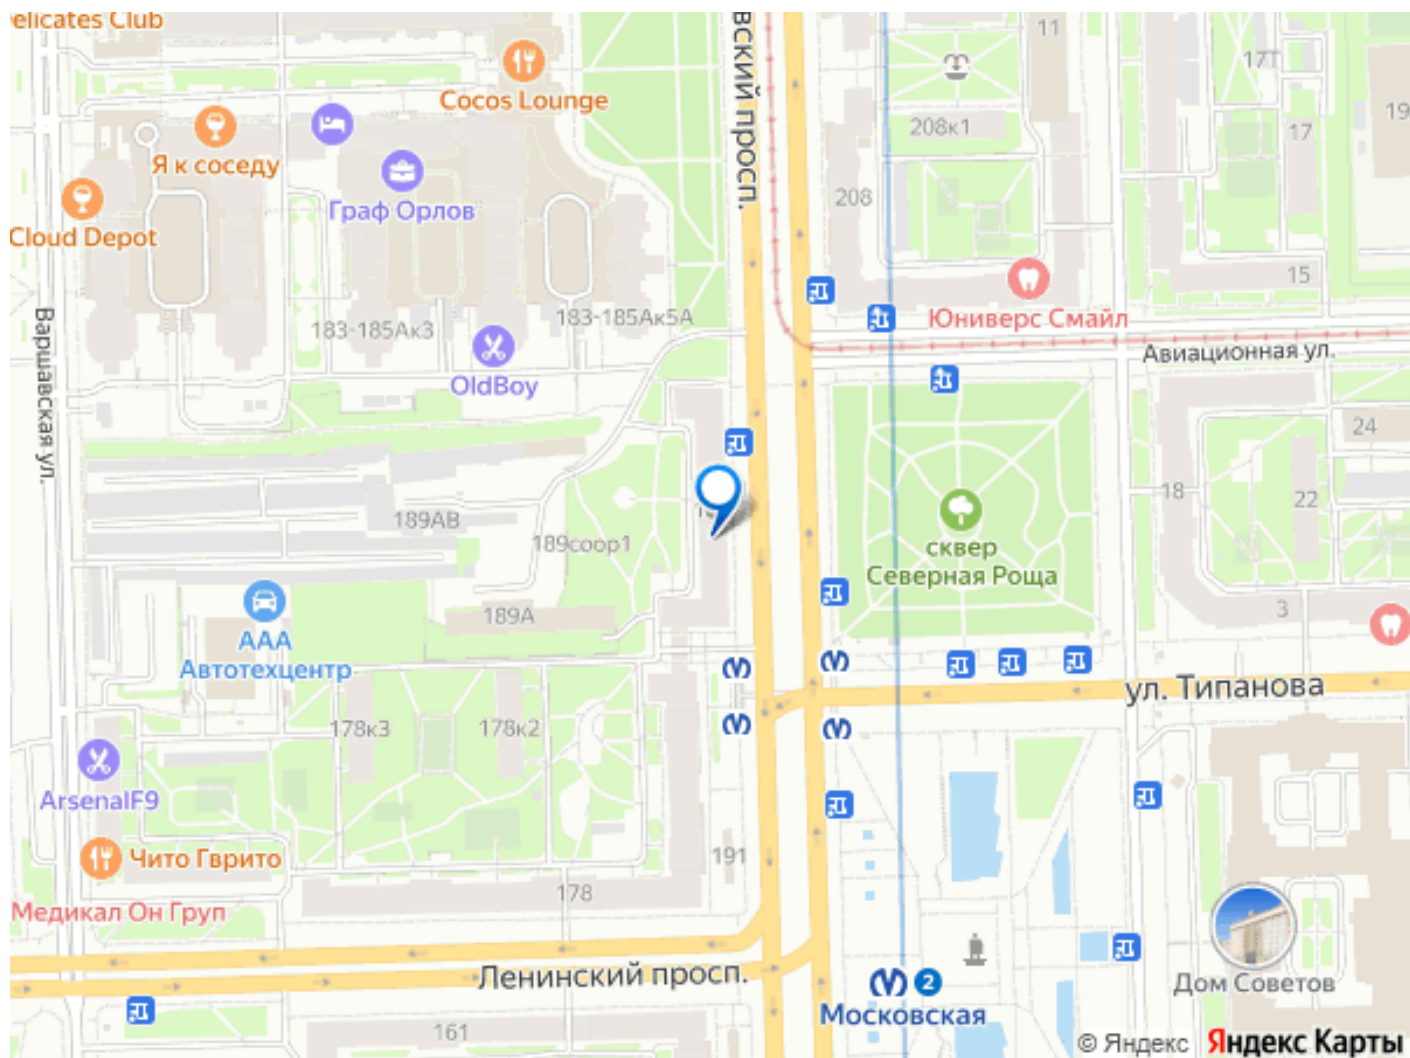 elicates Club
вский просп.
11
17Т
Cocos Lounge
19
208к1
17
Я к соседу
208
Граф Орлов
Cloud Depot
15
183-185Ак3
183-185Ак5А
Юниверс Смайл
Варшавская ул.
Авиационная ул.
OldBoy
24
18
22
189АВ
189соор1
сквер
Северная Роща
189А
3
ААА
Автотехцентр
ул. Типанова
178к3
178к2
ArsenalF9
Чито Гврито
191
178
Медикал Он Груп
Ленинский просп.
2
Московская
Дом Советов
161
© Яндекс
Яндекс Карты